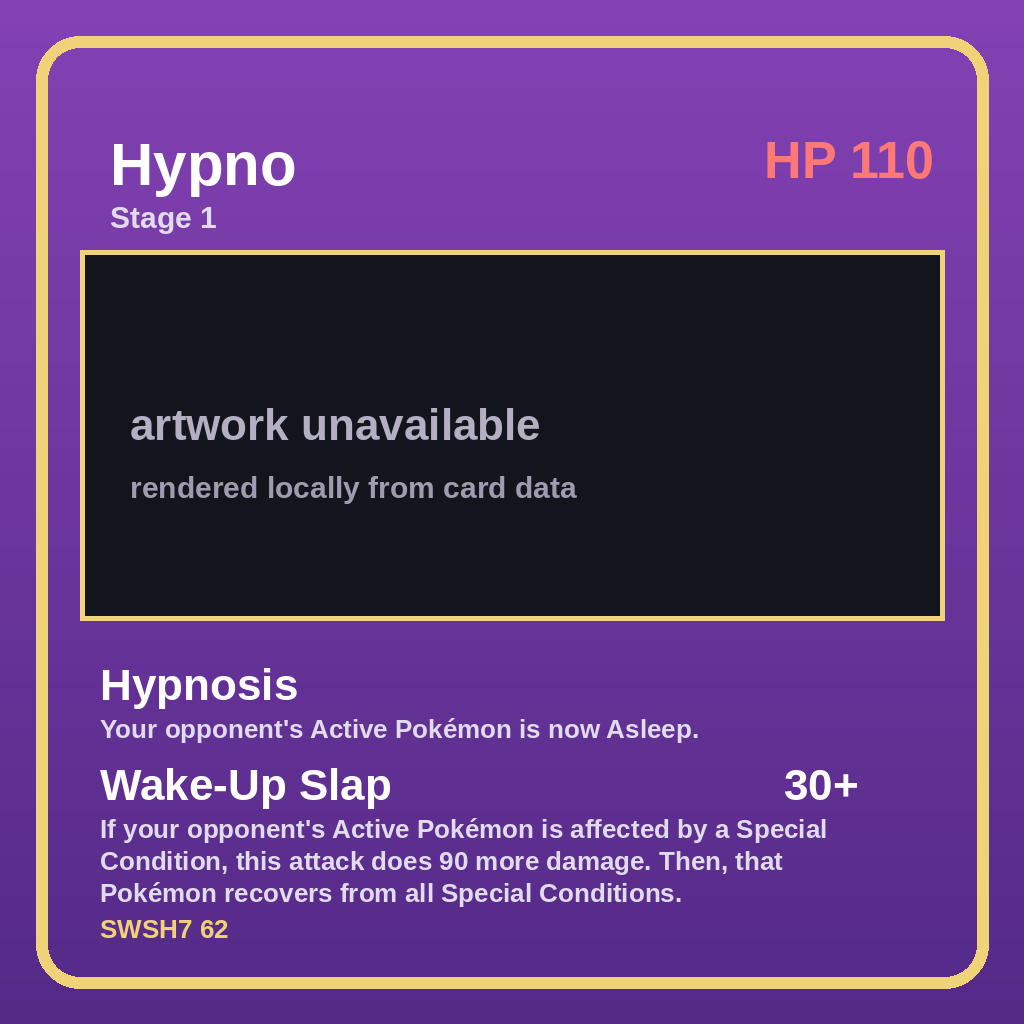 Hypno
HP 110
Stage 1
artwork unavailable
rendered locally from card data
Hypnosis
Your opponent's Active Pokémon is now Asleep.
Wake-Up Slap
30+
If your opponent's Active Pokémon is affected by a Special
Condition, this attack does 90 more damage. Then, that
Pokémon recovers from all Special Conditions.
SWSH7 62